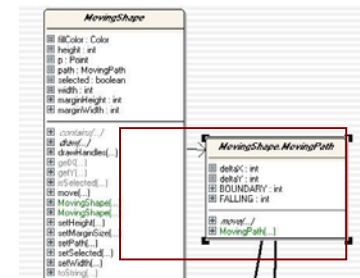 MovingShape
fillColor : Color
height : int
p : Point
path : MovingPath
selected : boolean
width : int
marginHeight : int
marginWidth : int
contains(...)
draw(...)
drawHandles(...)
getX(...)
getY(...)
isSelected(...)
move(...)
MovingShape(...)
MovingShape(...)
setHeight(...)
setMarginSize(...)
setPath(...)
setSelected(...)
setWidth(...)
toString(...)
MovingShape.MovingPath
deltaX : int
deltaY : int
BOUNDARY : int
FALLING : int
move(...)
MovingPath(...)